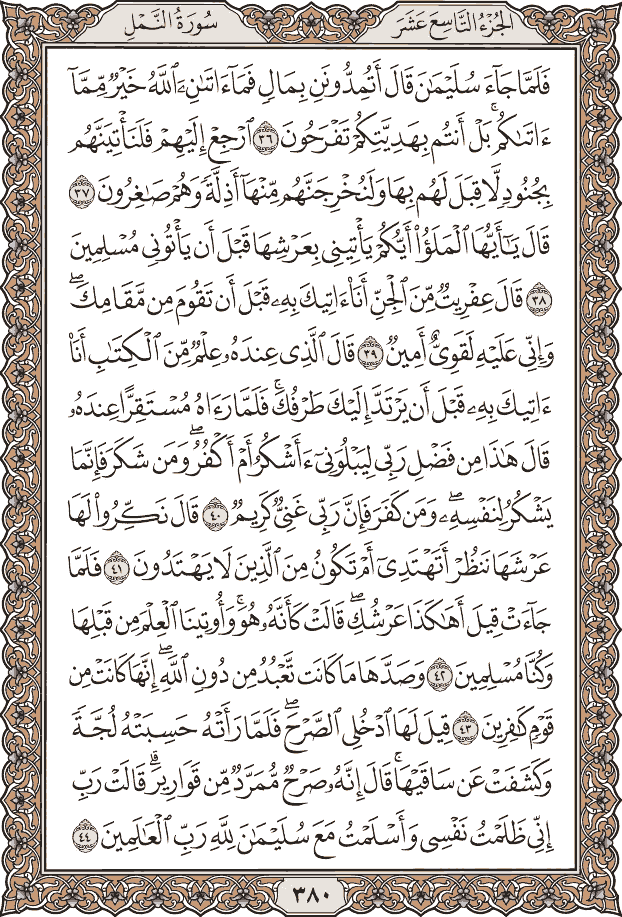 الجُزْءُ التَّاسِعَ عَشَرَ
سُورَةُ النَّمْلِ
فَلَمَّا جَآءَ سُلَيْمَٰنَ قَالَ أَتُمِدُّونَنِ بِمَالٖ فَمَآ ءَاتَىٰنِۦَ ٱللَّهُ خَيۡرٞ مِّمَّآ
ءَاتَىٰكُمۚ بَلۡ أَنتُم بِهَدِيَّتِكُمۡ تَفۡرَحُونَ ٣٦ ٱرۡجِعۡ إِلَيۡهِمۡ فَلَنَأۡتِيَنَّهُم
بِجُنُودٖ لَّا قِبَلَ لَهُم بِهَا وَلَنُخۡرِجَنَّهُم مِّنۡهَآ أَذِلَّةٗ وَهُمۡ صَٰغِرُونَ ٣٧
قَالَ يَٰٓأَيُّهَا ٱلۡمَلَؤُاْ أَيُّكُمۡ يَأۡتِينِي بِعَرۡشِهَا قَبۡلَ أَن يَأۡتُونِي مُسۡلِمِينَ
٣٨ قَالَ عِفۡرِيتٞ مِّنَ ٱلۡجِنِّ أَنَا۠ ءَاتِيكَ بِهِۦ قَبۡلَ أَن تَقُومَ مِن مَّقَامِكَۖ
وَإِنِّي عَلَيۡهِ لَقَوِيٌّ أَمِينٞ ٣٩ قَالَ ٱلَّذِي عِندَهُۥ عِلۡمٞ مِّنَ ٱلۡكِتَٰبِ أَنَا۠
ءَاتِيكَ بِهِۦ قَبۡلَ أَن يَرۡتَدَّ إِلَيۡكَ طَرۡفُكَۚ فَلَمَّا رَءَاهُ مُسۡتَقِرًّا عِندَهُۥ
قَالَ هَٰذَا مِن فَضۡلِ رَبِّي لِيَبۡلُوَنِيٓ ءَأَشۡكُرُ أَمۡ أَكۡفُرُۖ وَمَن شَكَرَ فَإِنَّمَا
يَشۡكُرُ لِنَفۡسِهِۦۖ وَمَن كَفَرَ فَإِنَّ رَبِّي غَنِيّٞ كَرِيمٞ ٤٠ قَالَ نَكِّرُواْ لَهَا
عَرۡشَهَا نَنظُرۡ أَتَهۡتَدِيٓ أَمۡ تَكُونُ مِنَ ٱلَّذِينَ لَا يَهۡتَدُونَ ٤١ فَلَمَّا
جَآءَتۡ قِيلَ أَهَٰكَذَا عَرۡشُكِۖ قَالَتۡ كَأَنَّهُۥ هُوَۚ وَأُوتِينَا ٱلۡعِلۡمَ مِن قَبۡلِهَا
وَكُنَّا مُسۡلِمِينَ ٤٢ وَصَدَّهَا مَا كَانَت تَّعۡبُدُ مِن دُونِ ٱللَّهِۖ إِنَّهَا كَانَتۡ مِن
قَوۡمٖ كَٰفِرِينَ ٤٣ قِيلَ لَهَا ٱدۡخُلِي ٱلصَّرۡحَۖ فَلَمَّا رَأَتۡهُ حَسِبَتۡهُ لُجَّةٗ
وَكَشَفَتۡ عَن سَاقَيۡهَاۚ قَالَ إِنَّهُۥ صَرۡحٞ مُّمَرَّدٞ مِّن قَوَارِيرَۗ قَالَتۡ رَبِّ
إِنِّي ظَلَمۡتُ نَفۡسِي وَأَسۡلَمۡتُ مَعَ سُلَيۡمَٰنَ لِلَّهِ رَبِّ ٱلۡعَٰلَمِينَ ٤٤
٣٨٠